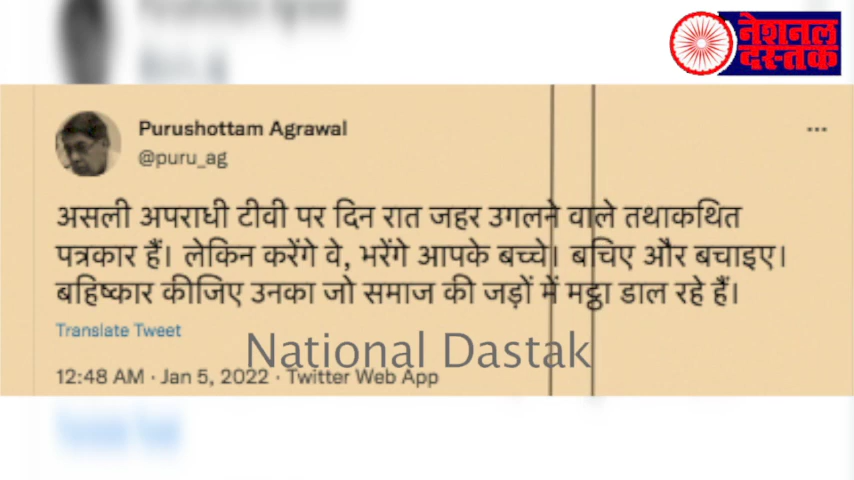 नेशनल
दस्तक
Purushottam Agrawal
@puru_ag
असली अपराधी टीवी पर दिन रात जहर उगलने वाले तथाकथित
पत्रकार हैं। लेकिन करेंगे वे, भरेंगे आपके बच्चे। बचिए और बचाइए।
बहिष्कार कीजिए उनका जो समाज की जड़ों में मट्ठा डाल रहे हैं।
Translate Tweet
National Dastak
12:48 AM · Jan 5, 2022 · Twitter Web App